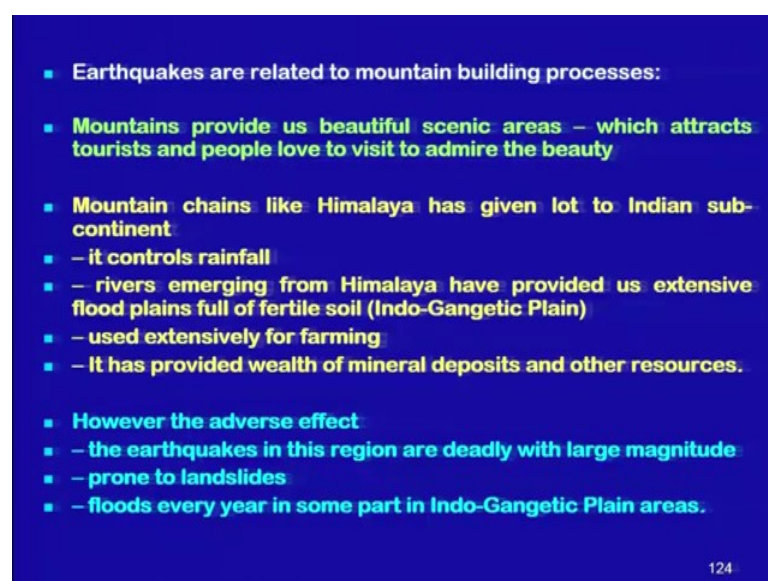 Earthquakes are related to mountain building processes:
Mountains provide us beautiful scenic areas – which attracts
tourists and people love to visit to admire the beauty
Mountain chains like Himalaya has given lot to Indian sub-
continent
– it controls rainfall
– rivers emerging from Himalaya have provided us extensive
flood plains full of fertile soil (Indo-Gangetic Plain)
– used extensively for farming
– It has provided wealth of mineral deposits and other resources.
However the adverse effect
– the earthquakes in this region are deadly with large magnitude
– prone to landslides
– floods every year in some part in Indo-Gangetic Plain areas.
124